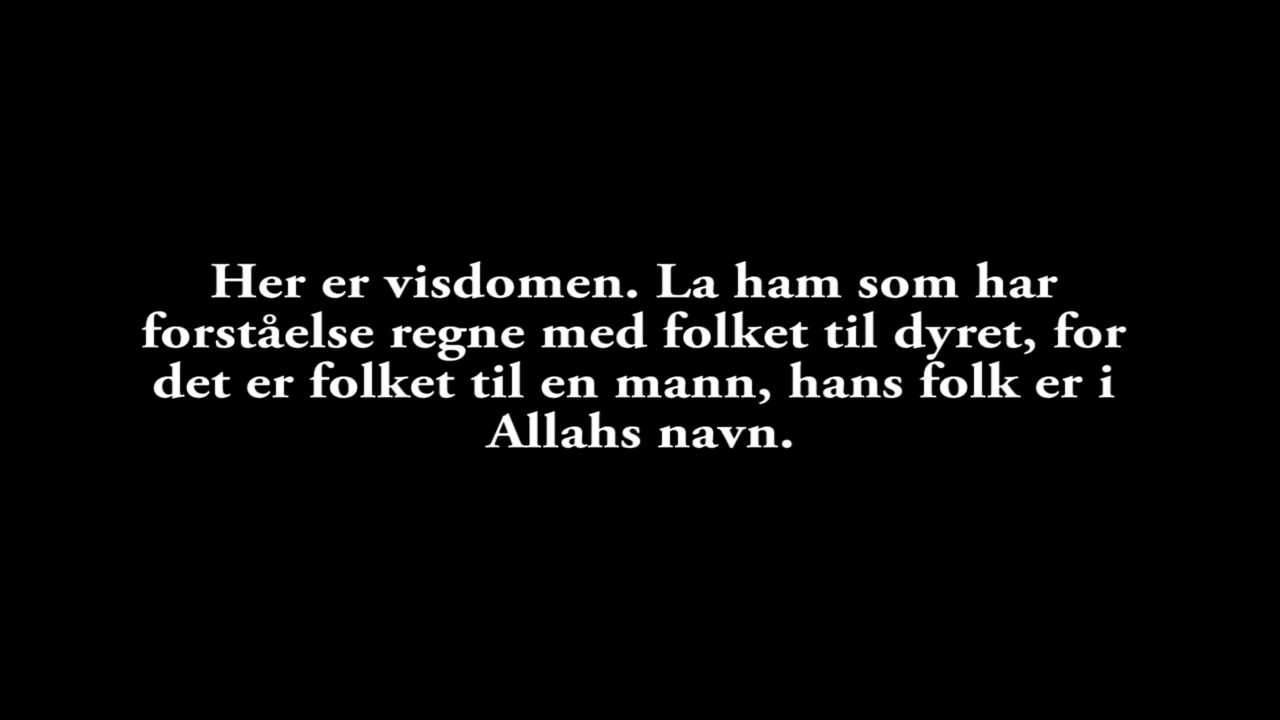 Her er visdomen. La ham som har
forståelse regne med folket til dyret, for
det er folket til en mann, hans folk er i
Allahs navn.